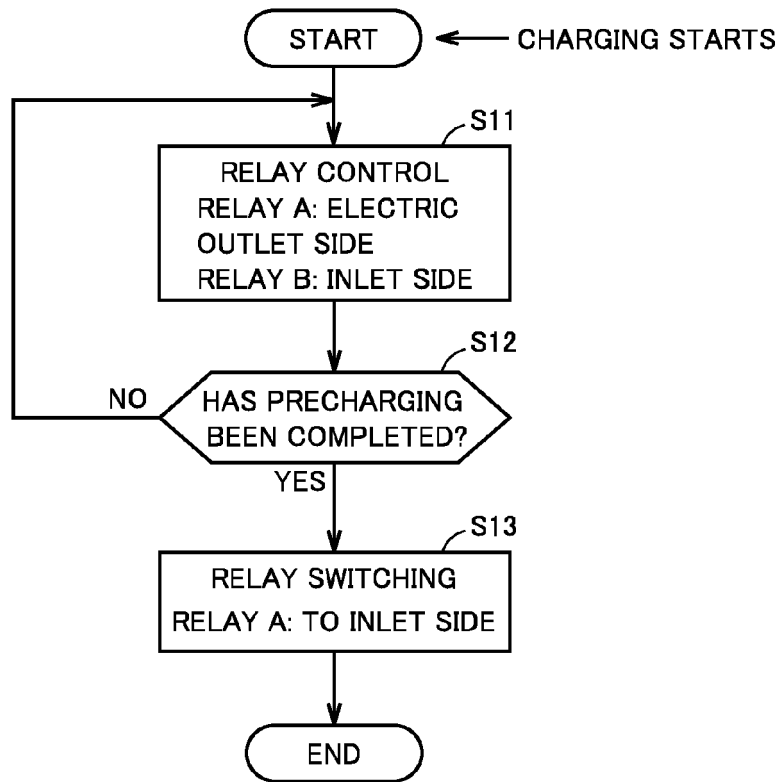 START
CHARGING STARTS
S11
RELAY CONTROL
RELAY A: ELECTRIC
OUTLET SIDE
RELAY B: INLET SIDE
S12
NO
HAS PRECHARGING
BEEN COMPLETED?
YES
S13
RELAY SWITCHING
RELAY A: TO INLET SIDE
END